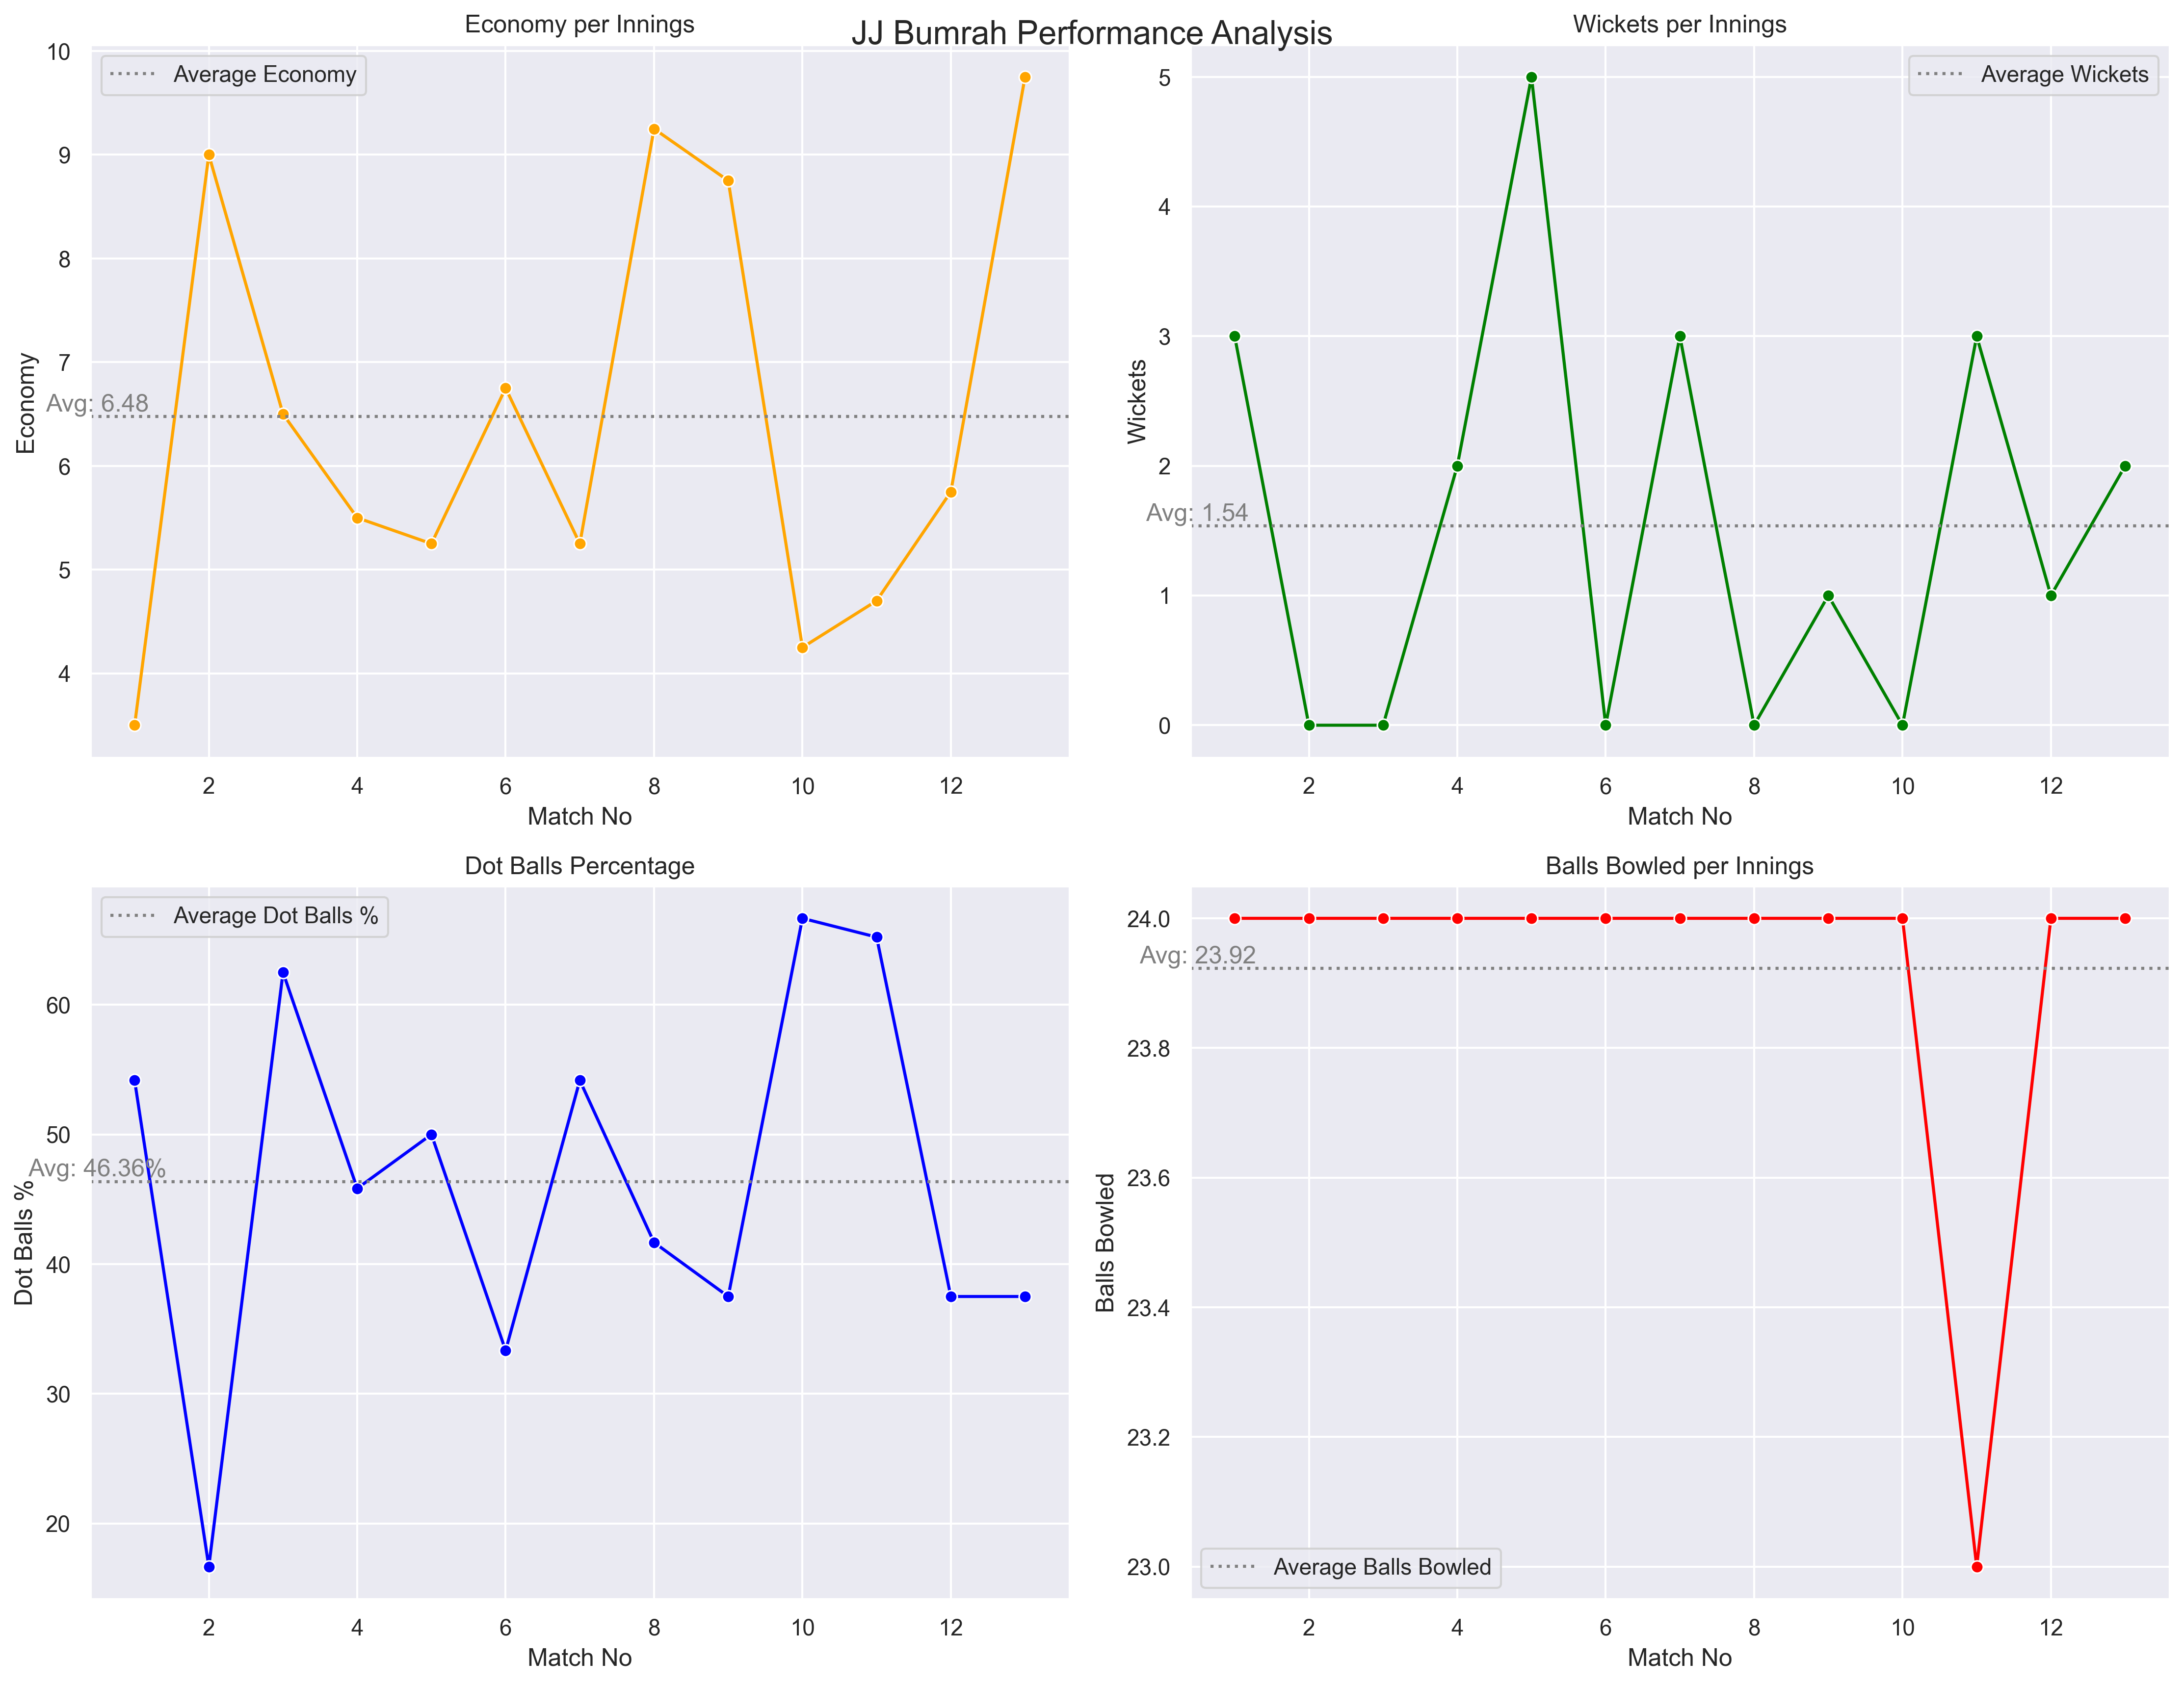 JJ Bumrah Performance Analysis
Economy per Innings
Average Economy
10
9
8
7
6
5
4
Economy
Avg: 6.48
2 4 6 8 10 12
Match No
Wickets per Innings
Average Wickets
5
4
3
2
1
0
Wickets
Avg: 1.54
2 4 6 8 10 12
Match No
Dot Balls Percentage
Average Dot Balls %
60
50
40
30
20
Dot Balls %
Avg: 46.36%
2 4 6 8 10 12
Match No
Balls Bowled per Innings
24.0
23.8
23.6
23.4
23.2
23.0
Balls Bowled
Avg: 23.92
Average Balls Bowled
2 4 6 8 10 12
Match No